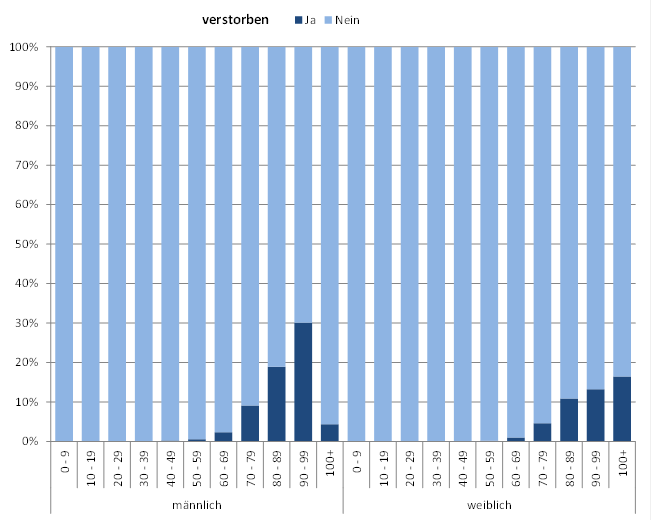 verstorben Ja Nein
100%
90%
80%
70%
60%
50%
40%
30%
20%
10%
0%
0 - 9
10 - 19
20 - 29
30 - 39
40 - 49
50 - 59
60 - 69
70 - 79
80 - 89
90 - 99
100+
0 - 9
10 - 19
20 - 29
30 - 39
40 - 49
50 - 59
60 - 69
70 - 79
80 - 89
90 - 99
100+
männlich
weiblich